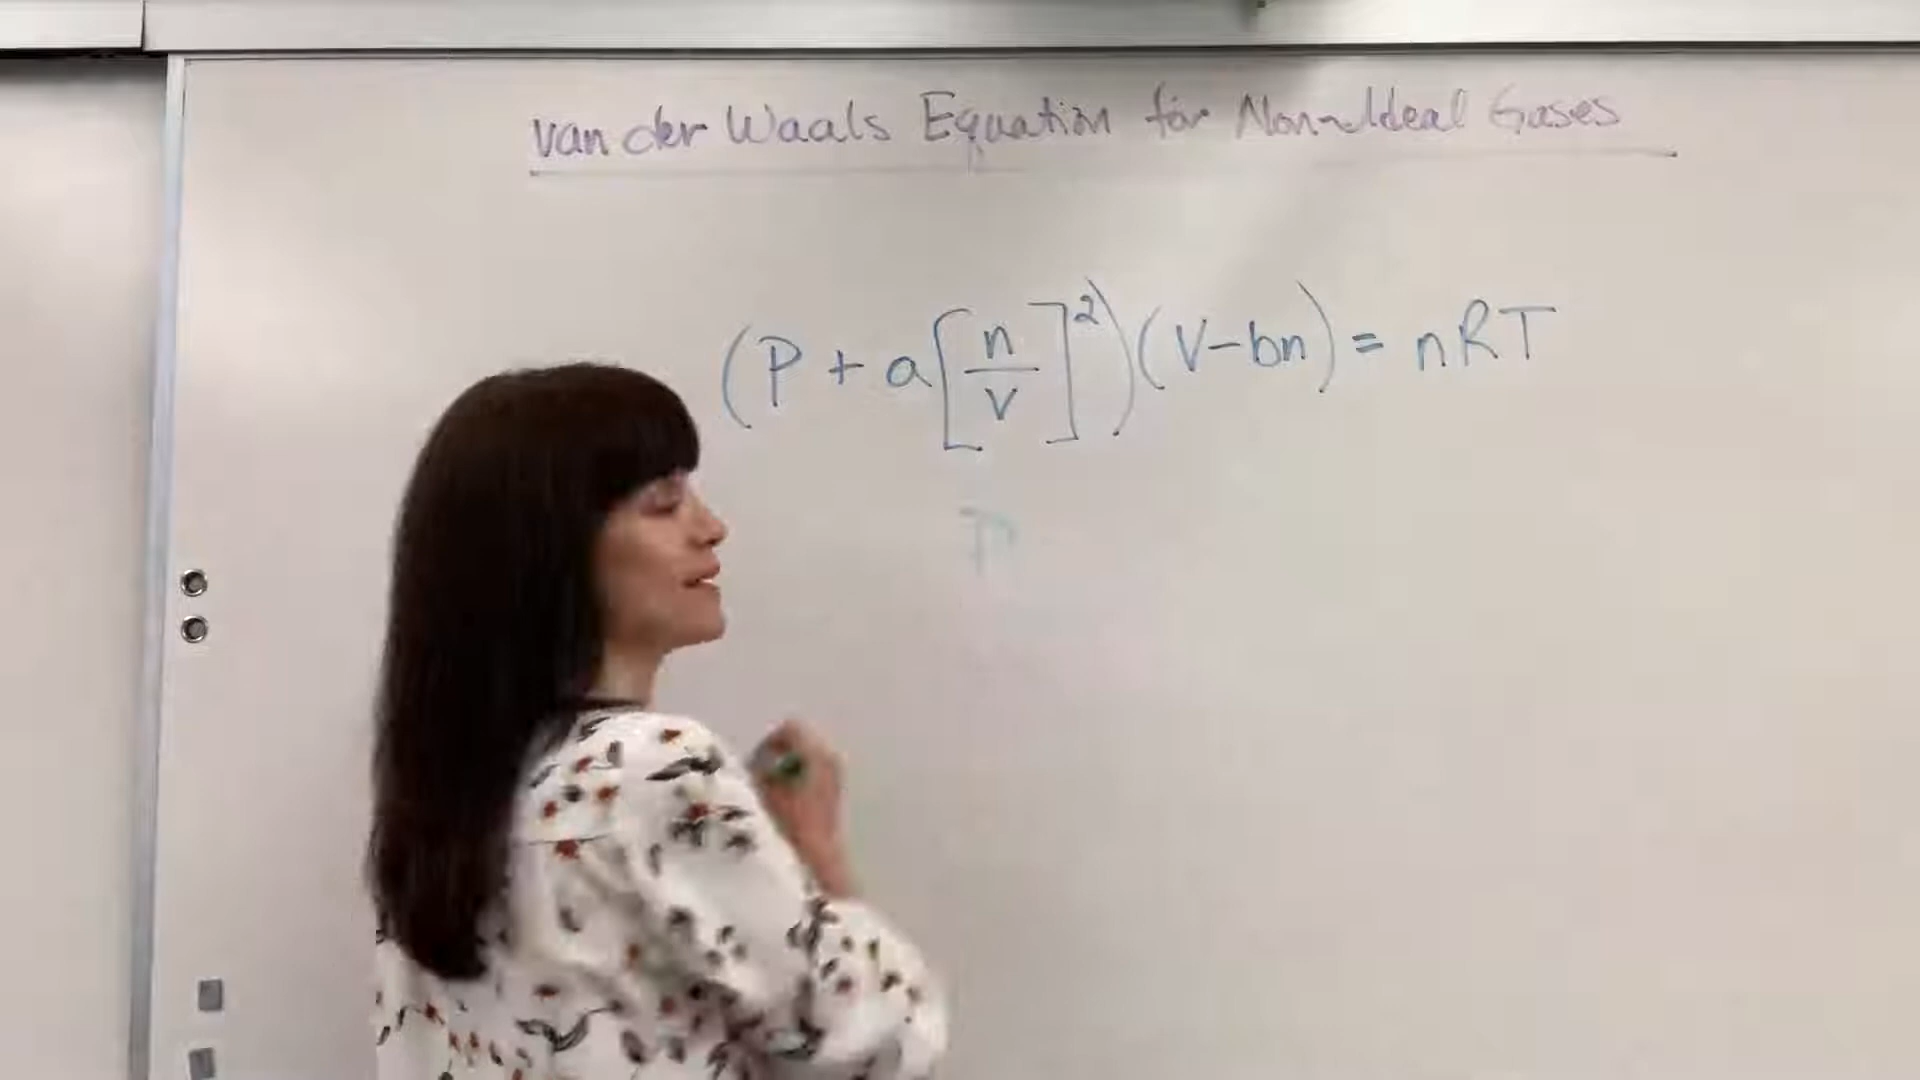 van der Waals Equation for Non-Ideal Gases
(P + a[n/v]²)(V-bn) = nRT
P